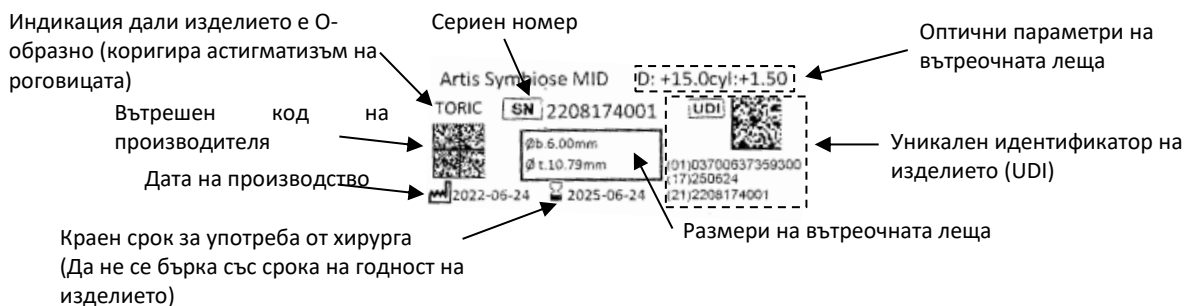 Индикация дали изделието е О-
образно (коригира астигматизъм на
роговицата)
Сериен номер
Оптични параметри на
вътреочната леща
Artis Symbiose MID D: +15.0cyl:+1.50
TORIC SN 2208174001 UDI
Вътрешен код на
производителя
Øb.6.00mm
Øt.10.79mm
Уникален идентификатор на
изделието (UDI)
(01)03700637359300
(17)250624
(21)2208174001
Дата на производство
2022-06-24 2025-06-24
Размери на вътреочната леща
Краен срок за употреба от хирурга
(Да не се бърка със срока на годност на
изделието)